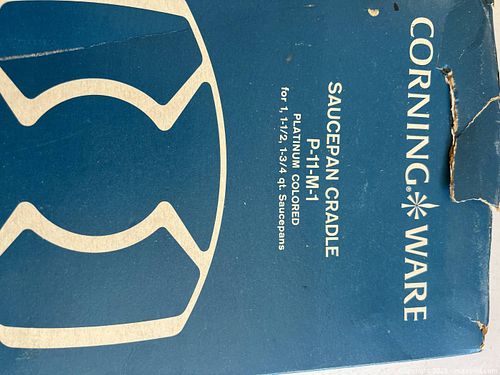 CORNING WARE
SAUCEPAN CRADLE
P-11-M-1
PLATINUM COLORED
for 1, 1-1/2, 1-3/4 qt. Saucepans